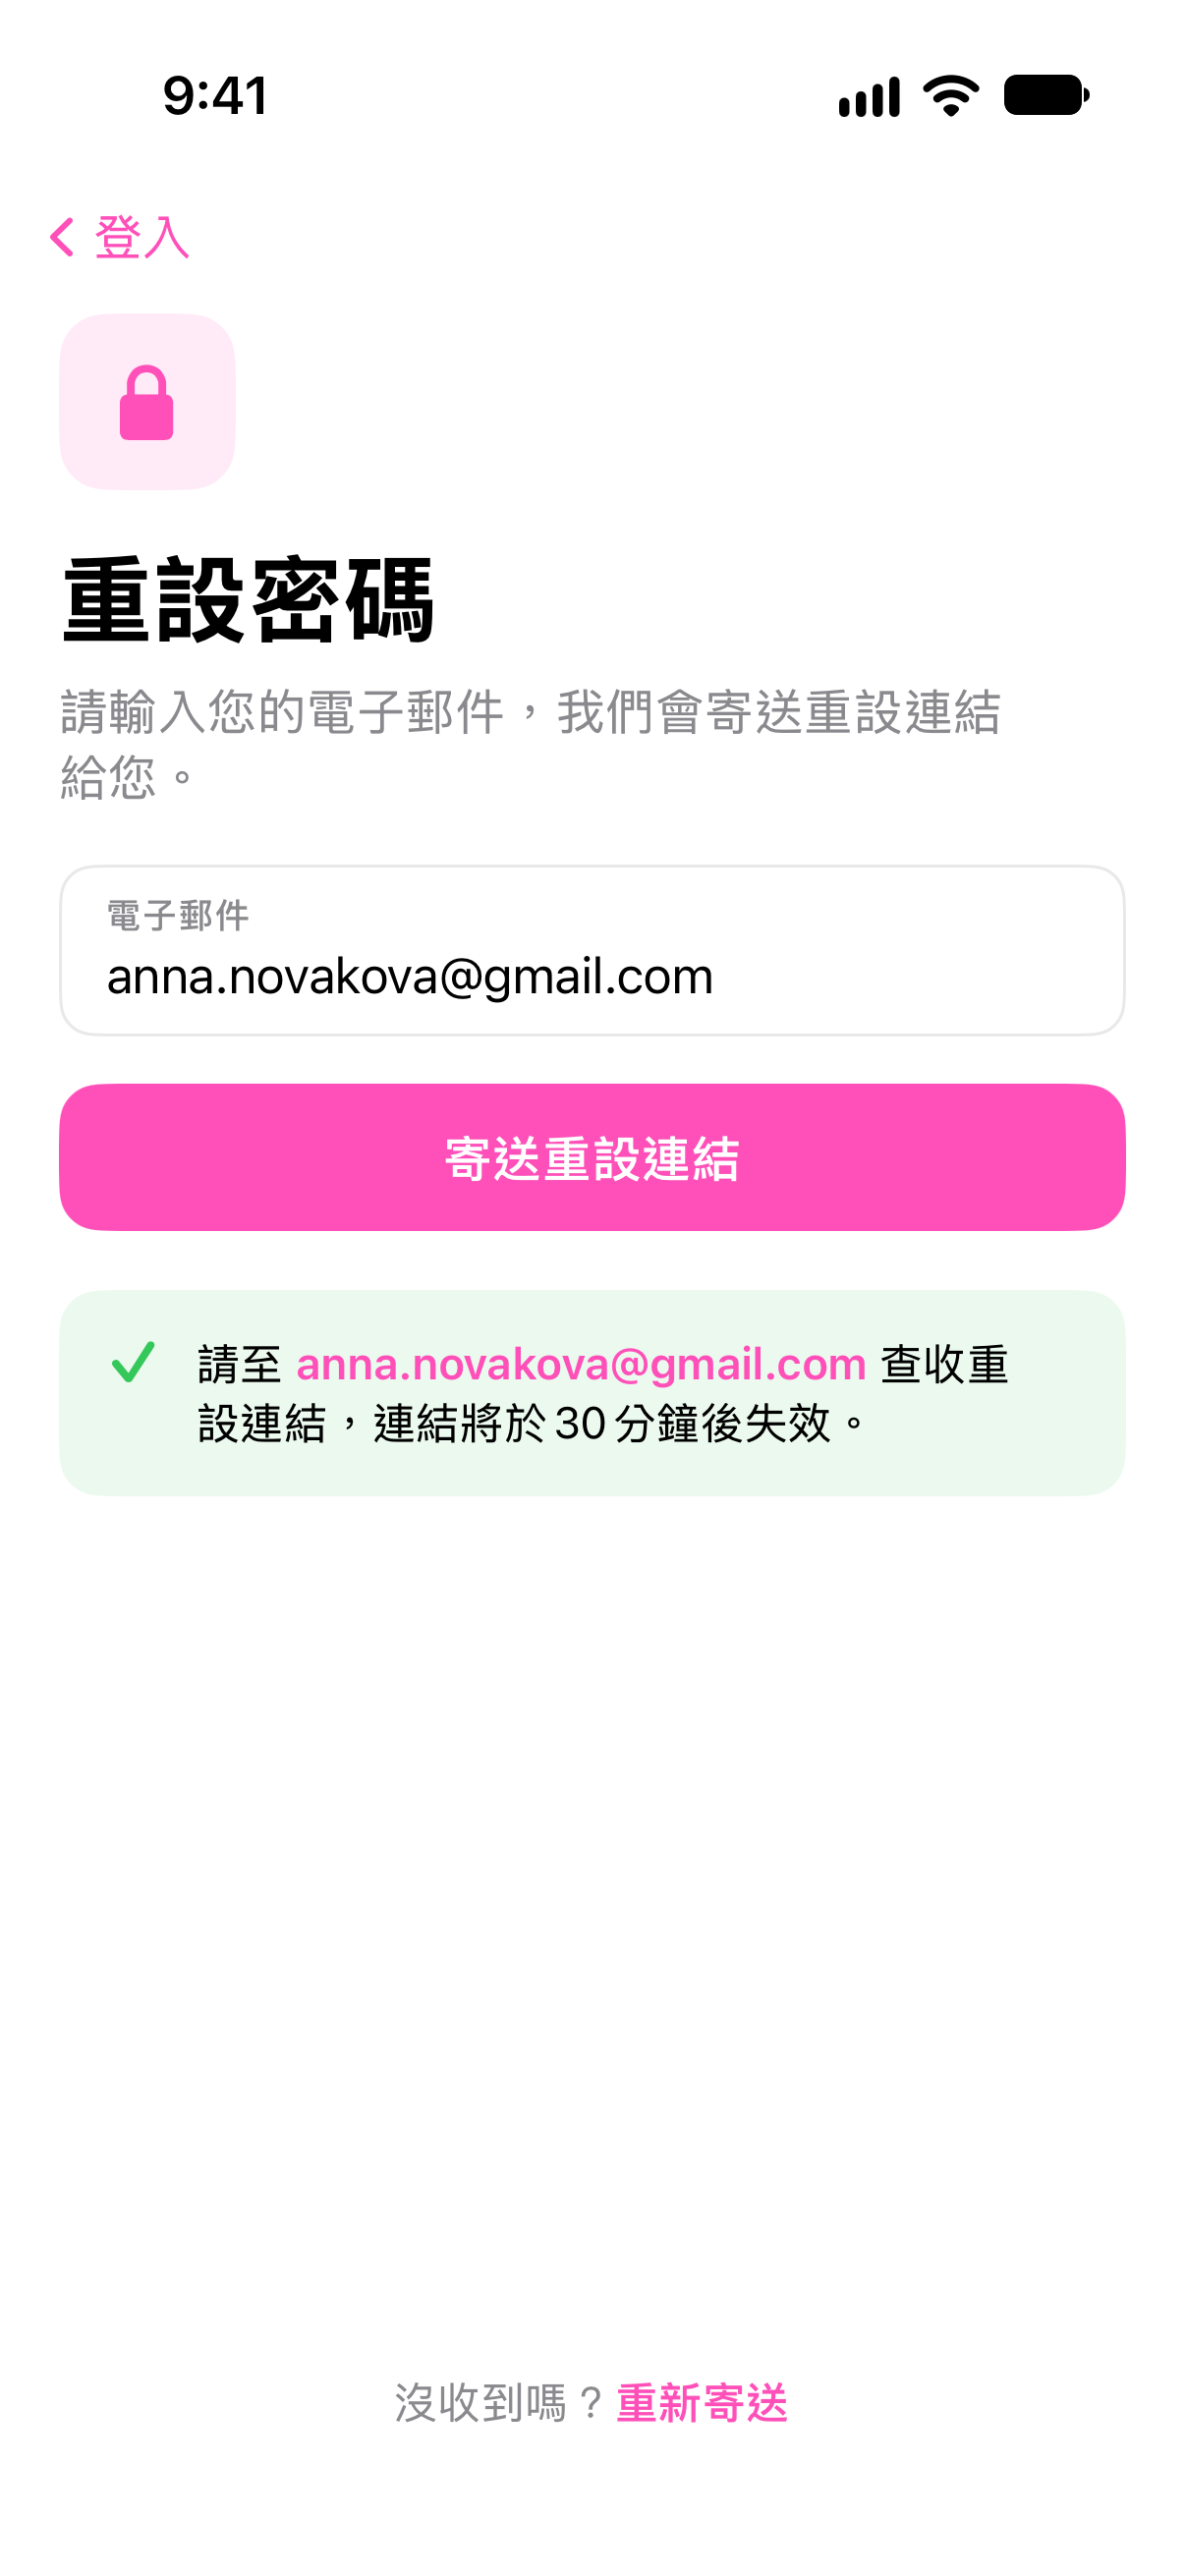 9:41
登入
重設密碼
請輸入您的電子郵件，我們會寄送重設連結
給您。
電子郵件
anna.novakova@gmail.com
寄送重設連結
請至 anna.novakova@gmail.com 查收重
設連結，連結將於 30 分鐘後失效。
沒收到嗎？重新寄送